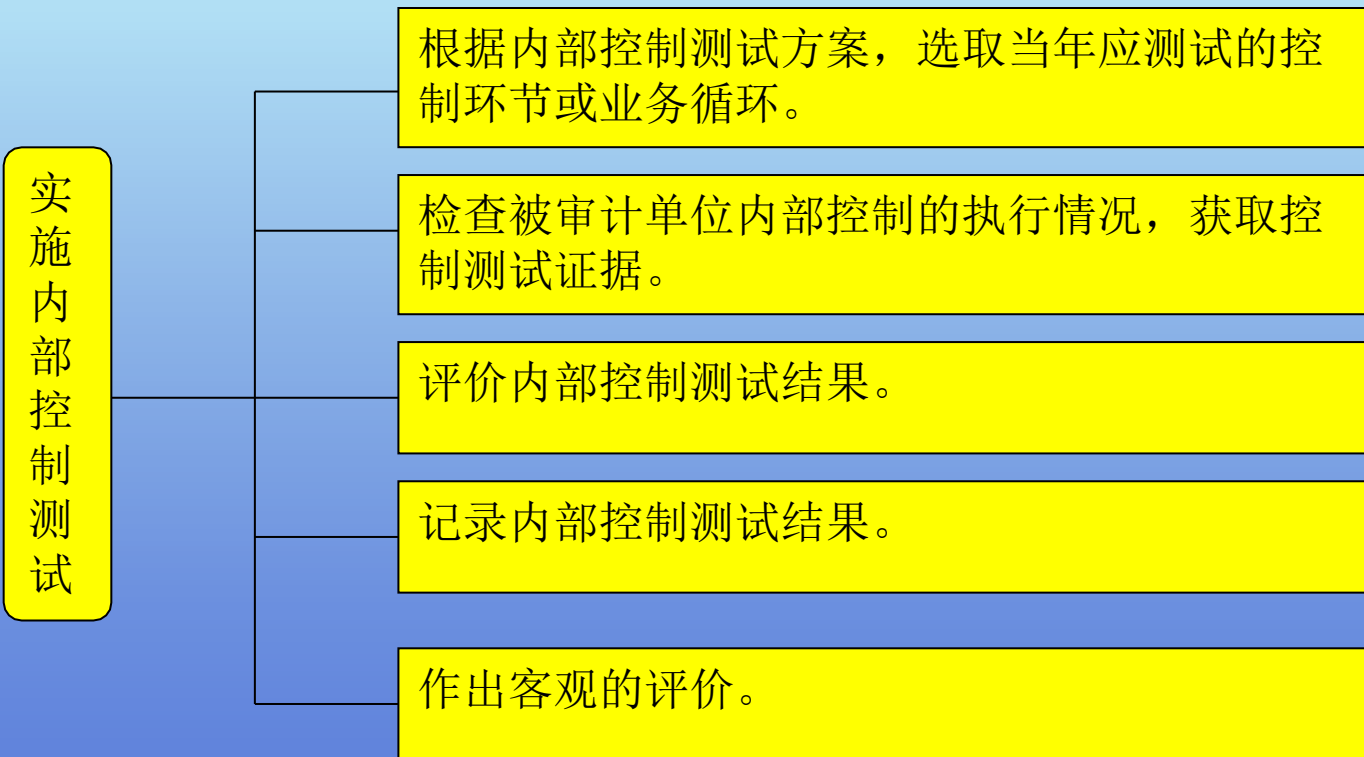 实施内部控制测试
根据内部控制测试方案，选取当年应测试的控
制环节或业务循环。
检查被审计单位内部控制的执行情况，获取控
制测试证据。
评价内部控制测试结果。
记录内部控制测试结果。
作出客观的评价。